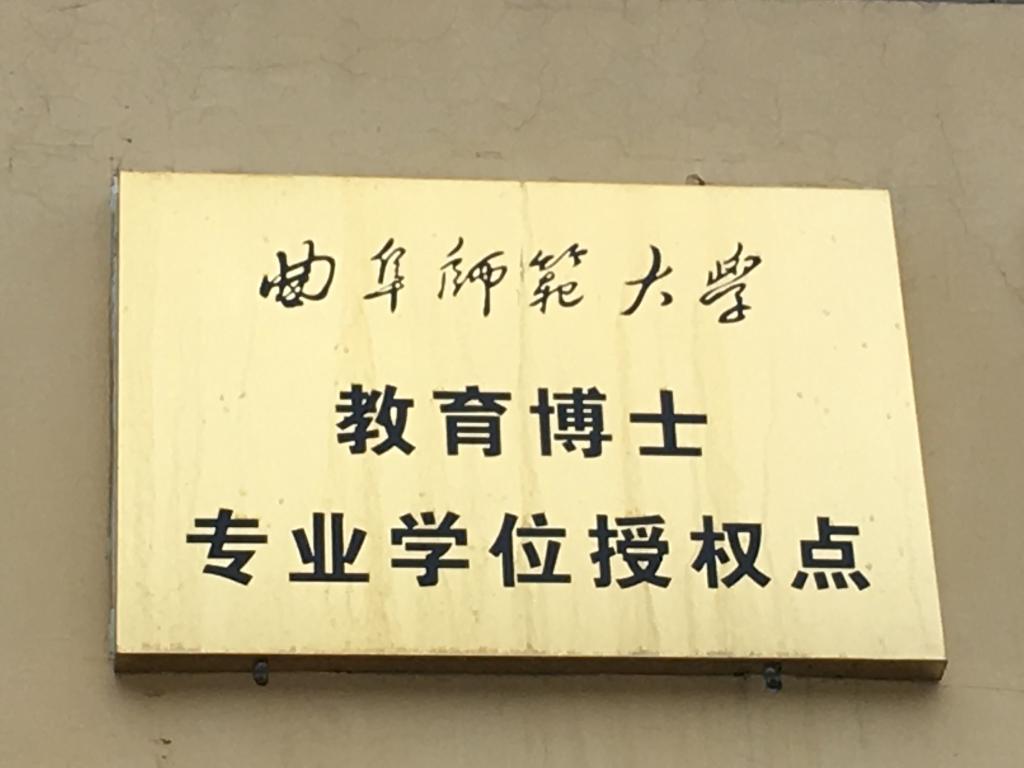 曲阜師範大學
教育博士
专业学位授权点